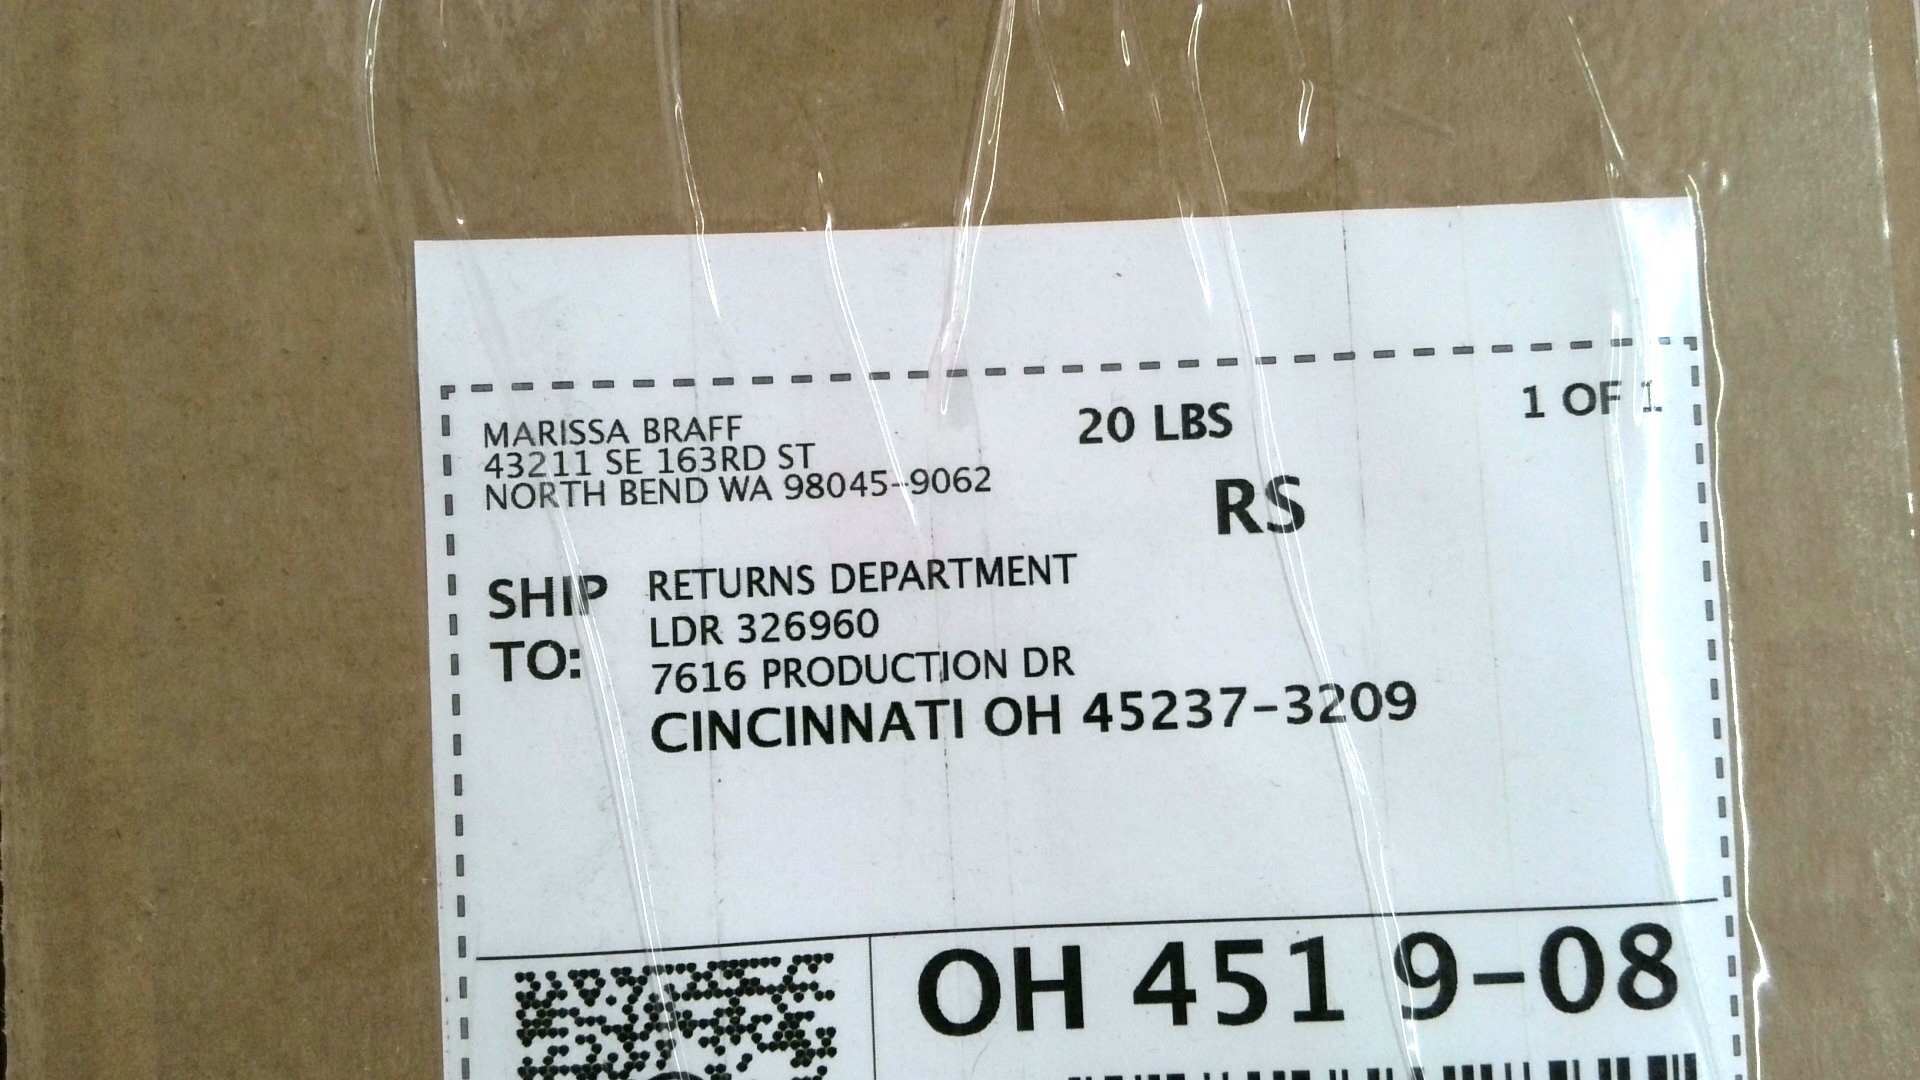 MARISSA BRAFF
43211 SE 163RD ST
NORTH BEND WA 98045-9062
20 LBS
1 OF 1
RS
SHIP TO:
RETURNS DEPARTMENT
LDR 326960
7616 PRODUCTION DR
CINCINNATI OH 45237-3209
OH 451 9-08